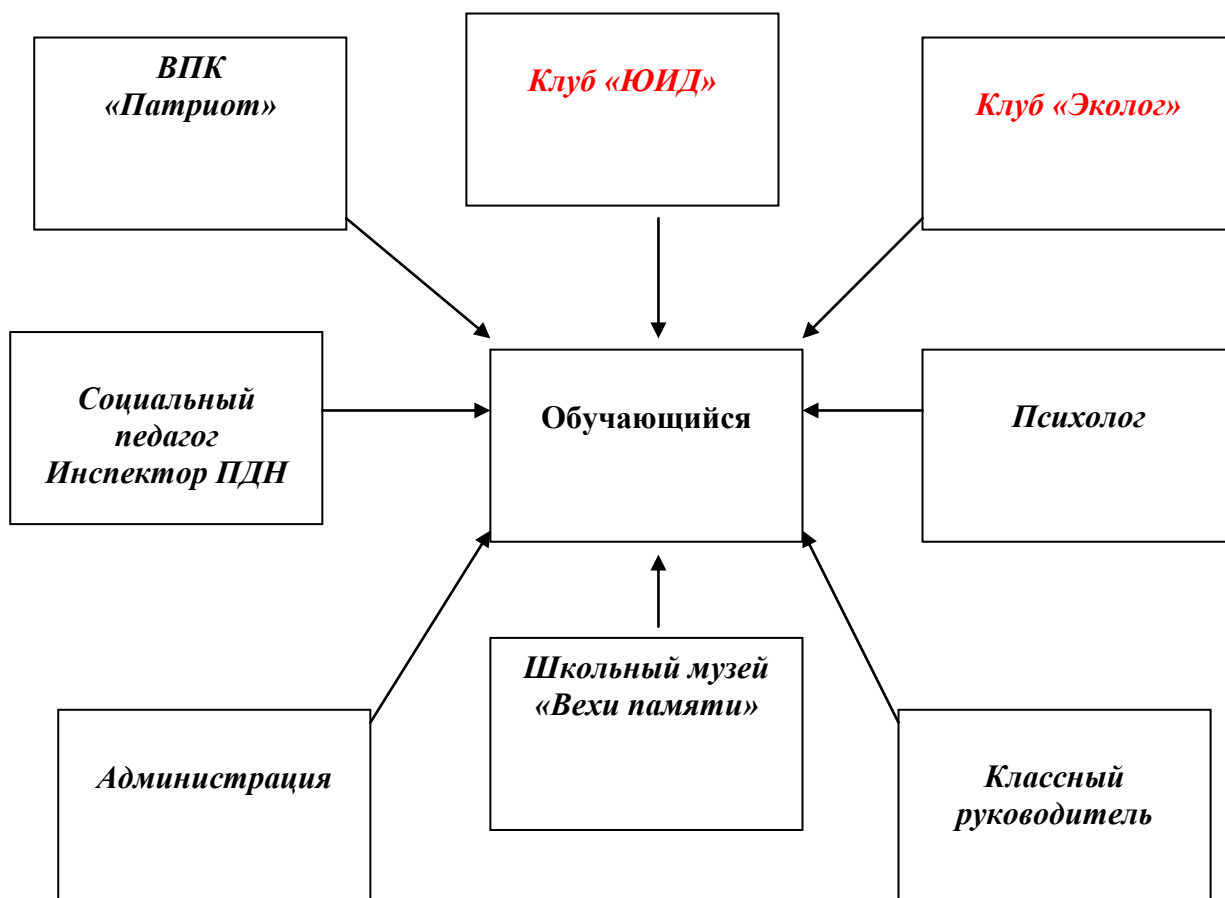 ВПК
«Патриот»
Клуб «ЮИД»
Клуб «Эколог»
Социальный
педагог
Инспектор ПДН
Обучающийся
Психолог
Школьный музей
«Вехи памяти»
Администрация
Классный
руководитель